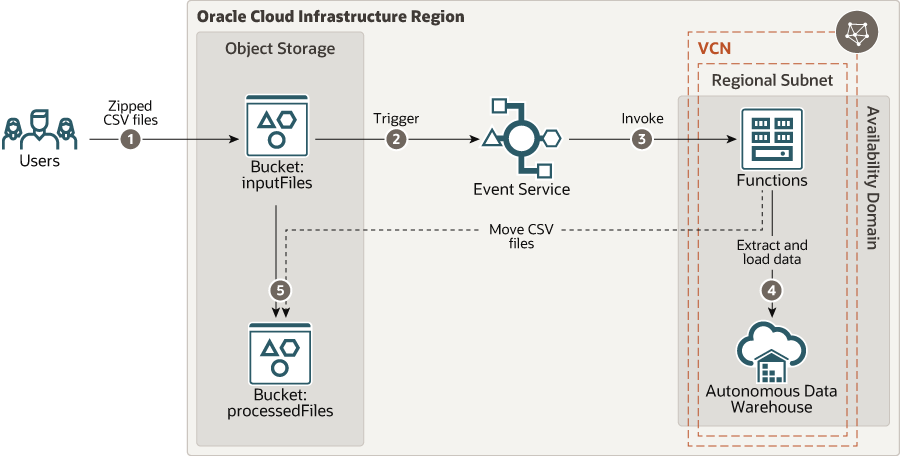 Oracle Cloud Infrastructure Region
Object Storage
VCN
Regional Subnet
Availability Domain
Zipped
CSV files
1
Users
Bucket:
inputFiles
Trigger
2
Event Service
Invoke
3
Functions
Move CSV
files
Extract and
load data
4
5
Bucket:
processedFiles
Autonomous Data
Warehouse